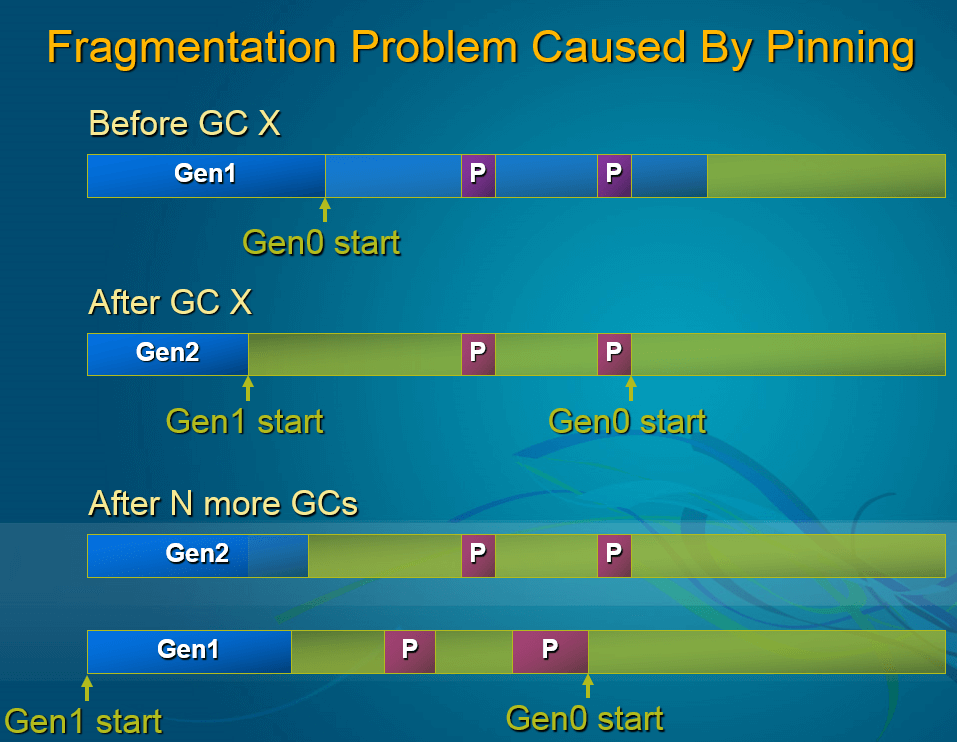 Fragmentation Problem Caused By Pinning
Before GC X
Gen1 P P
Gen0 start
After GC X
Gen2 P P
Gen1 start Gen0 start
After N more GCs
Gen2 P P
Gen1 P P
Gen1 start Gen0 start